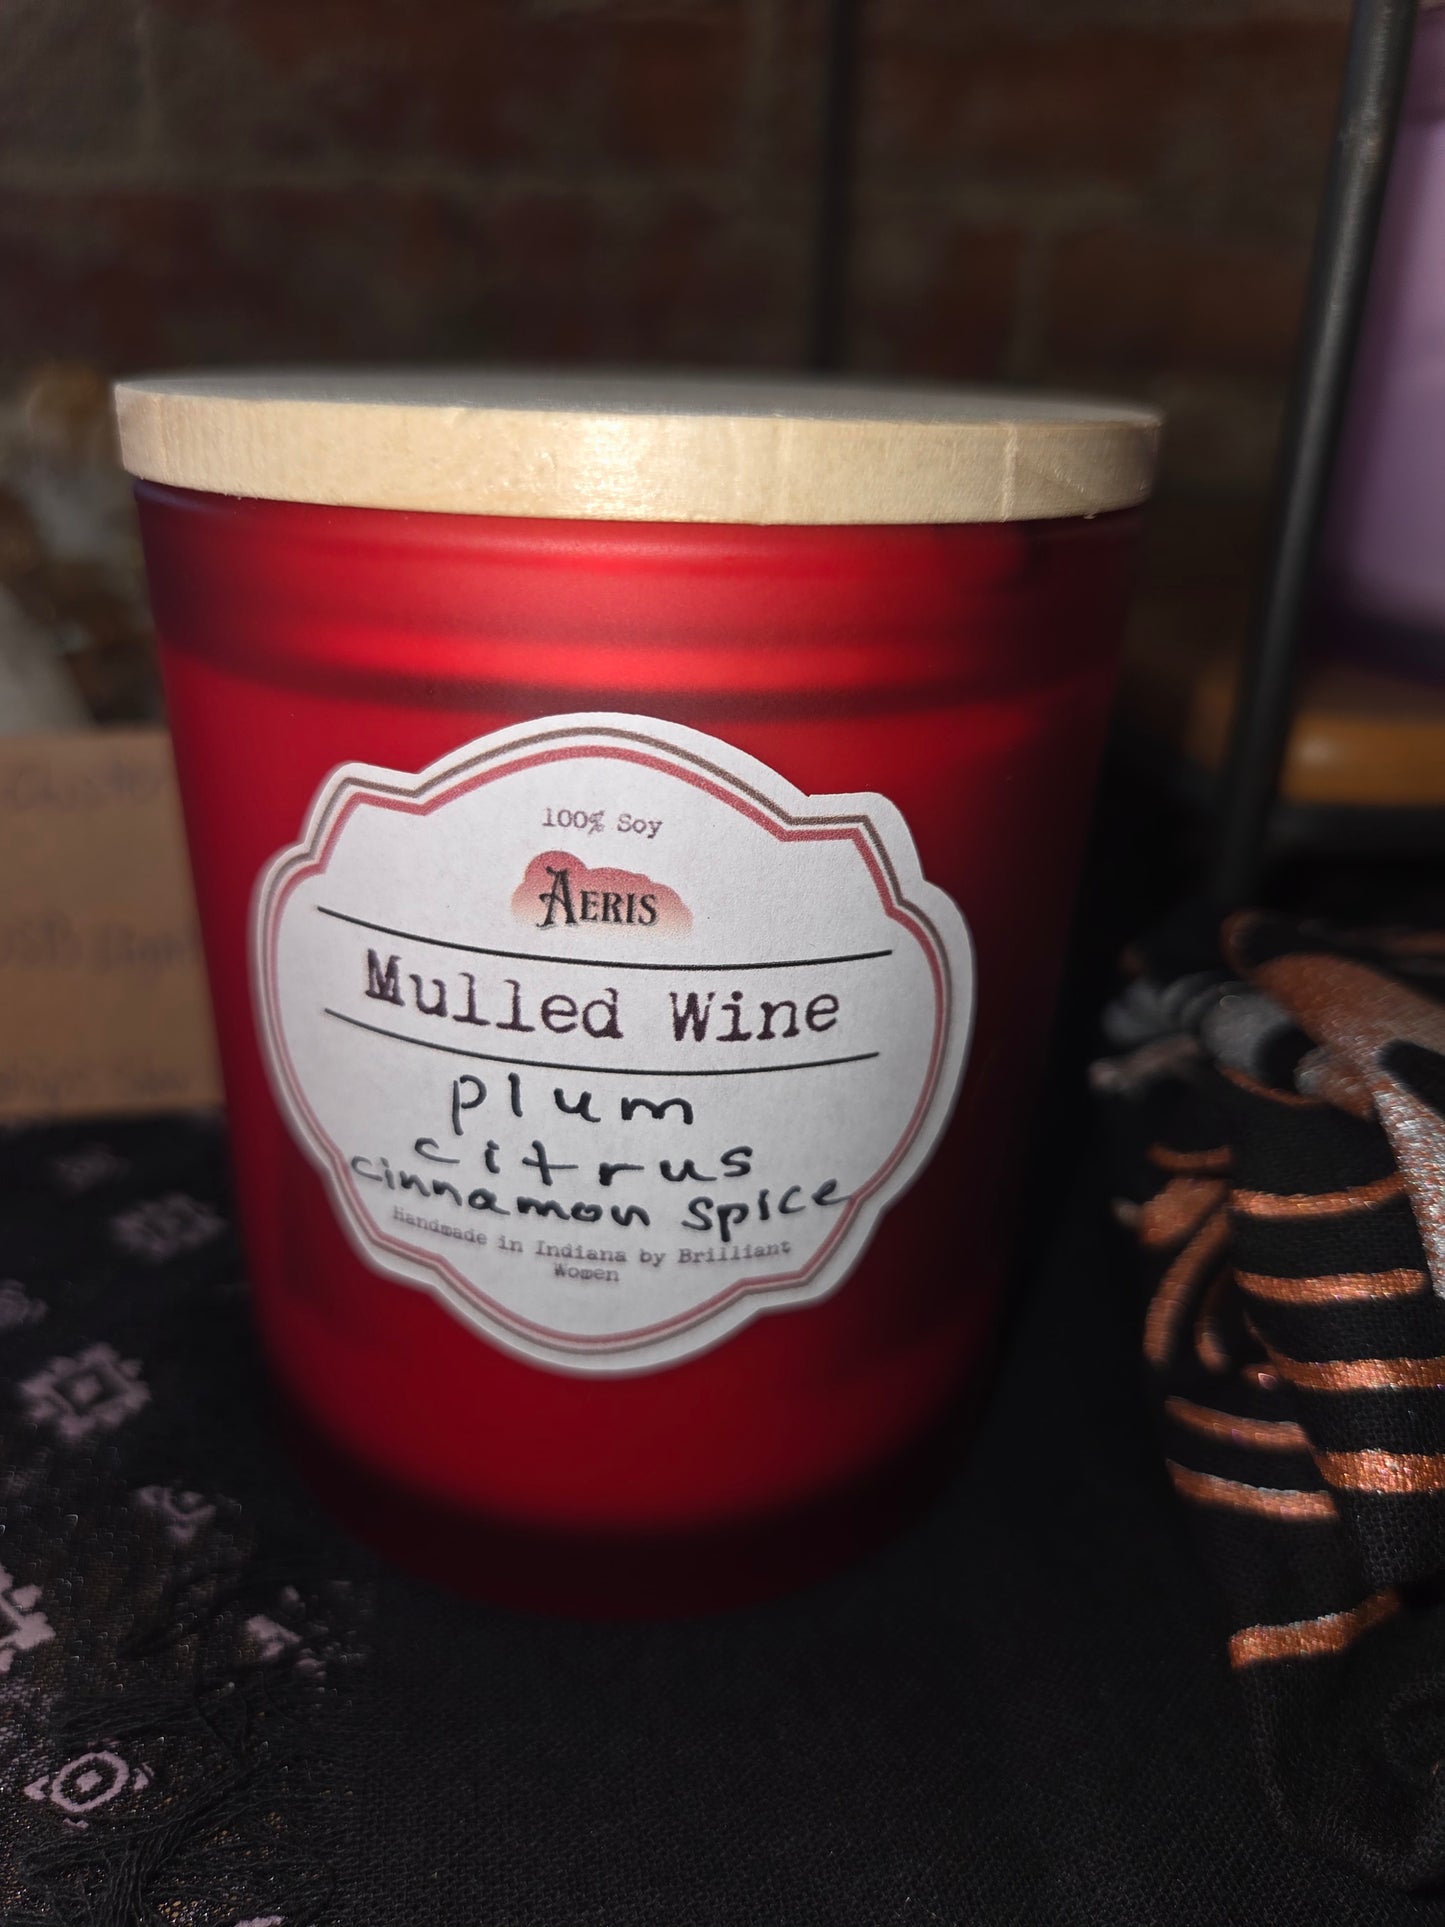 100% Soy
AERIS
Mulled Wine
plum
citrus
cinnamon spice
Handmade in Indiana by Brilliant
Women